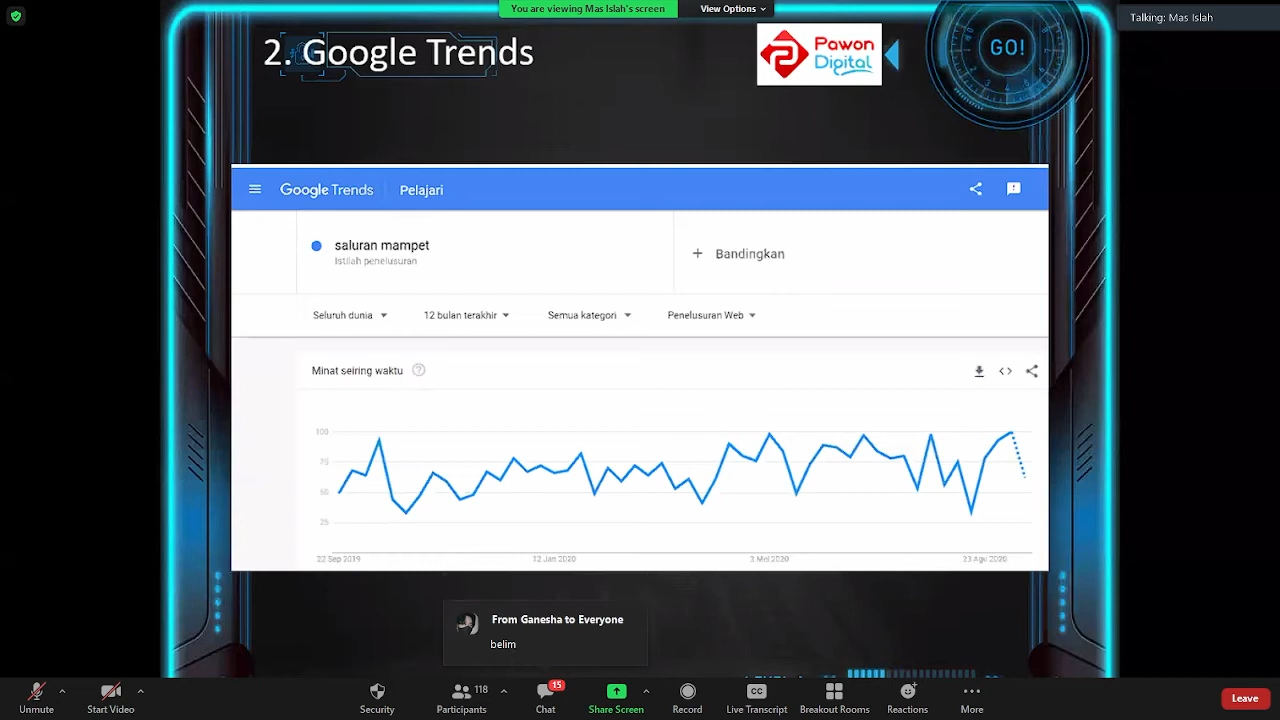 You are viewing Mas Islah's screen
View Options
Talking: Mas Islah
2. Google Trends
Pawon
Digital
GO!
Google Trends
Pelajari
saluran mampet
Istilah penelusuran
+ Bandingkan
Seluruh dunia
12 bulan terakhir
Semua kategori
Penelusuran Web
Minat seiring waktu
100
75
50
25
22 Sep 2019
12 Jan 2020
3 Mei 2020
23 Agu 2020
From Ganesha to Everyone
belim
Unmute
Start Video
Security
118
Participants
15
Chat
Share Screen
Record
CC
Live Transcript
Breakout Rooms
Reactions
More
Leave